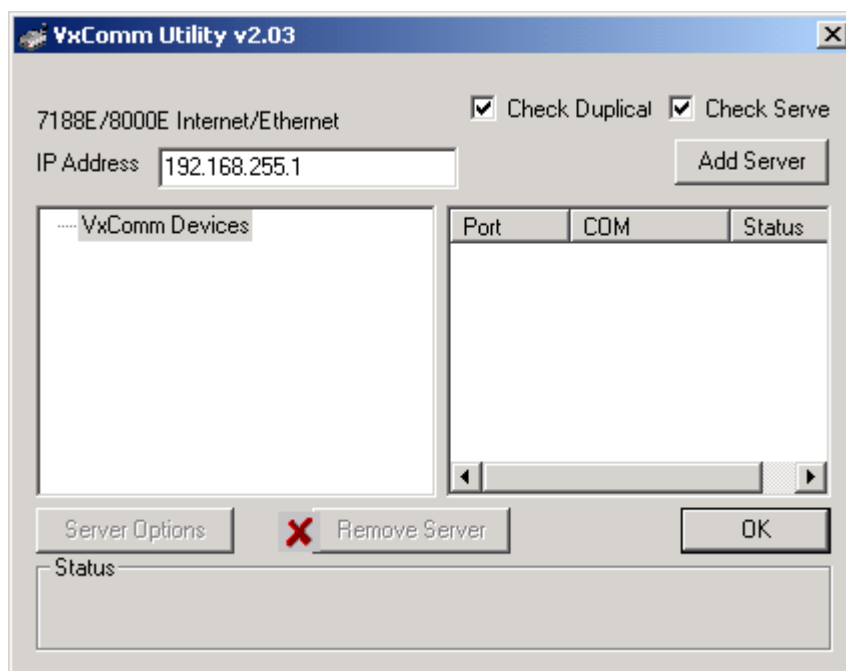 VxComm Utility v2.03
Check Duplical
Check Serve
7188E/8000E Internet/Ethernet
IP Address
192.168.255.1
Add Server
VxComm Devices
Port
COM
Status
Server Options
Remove Server
OK
Status